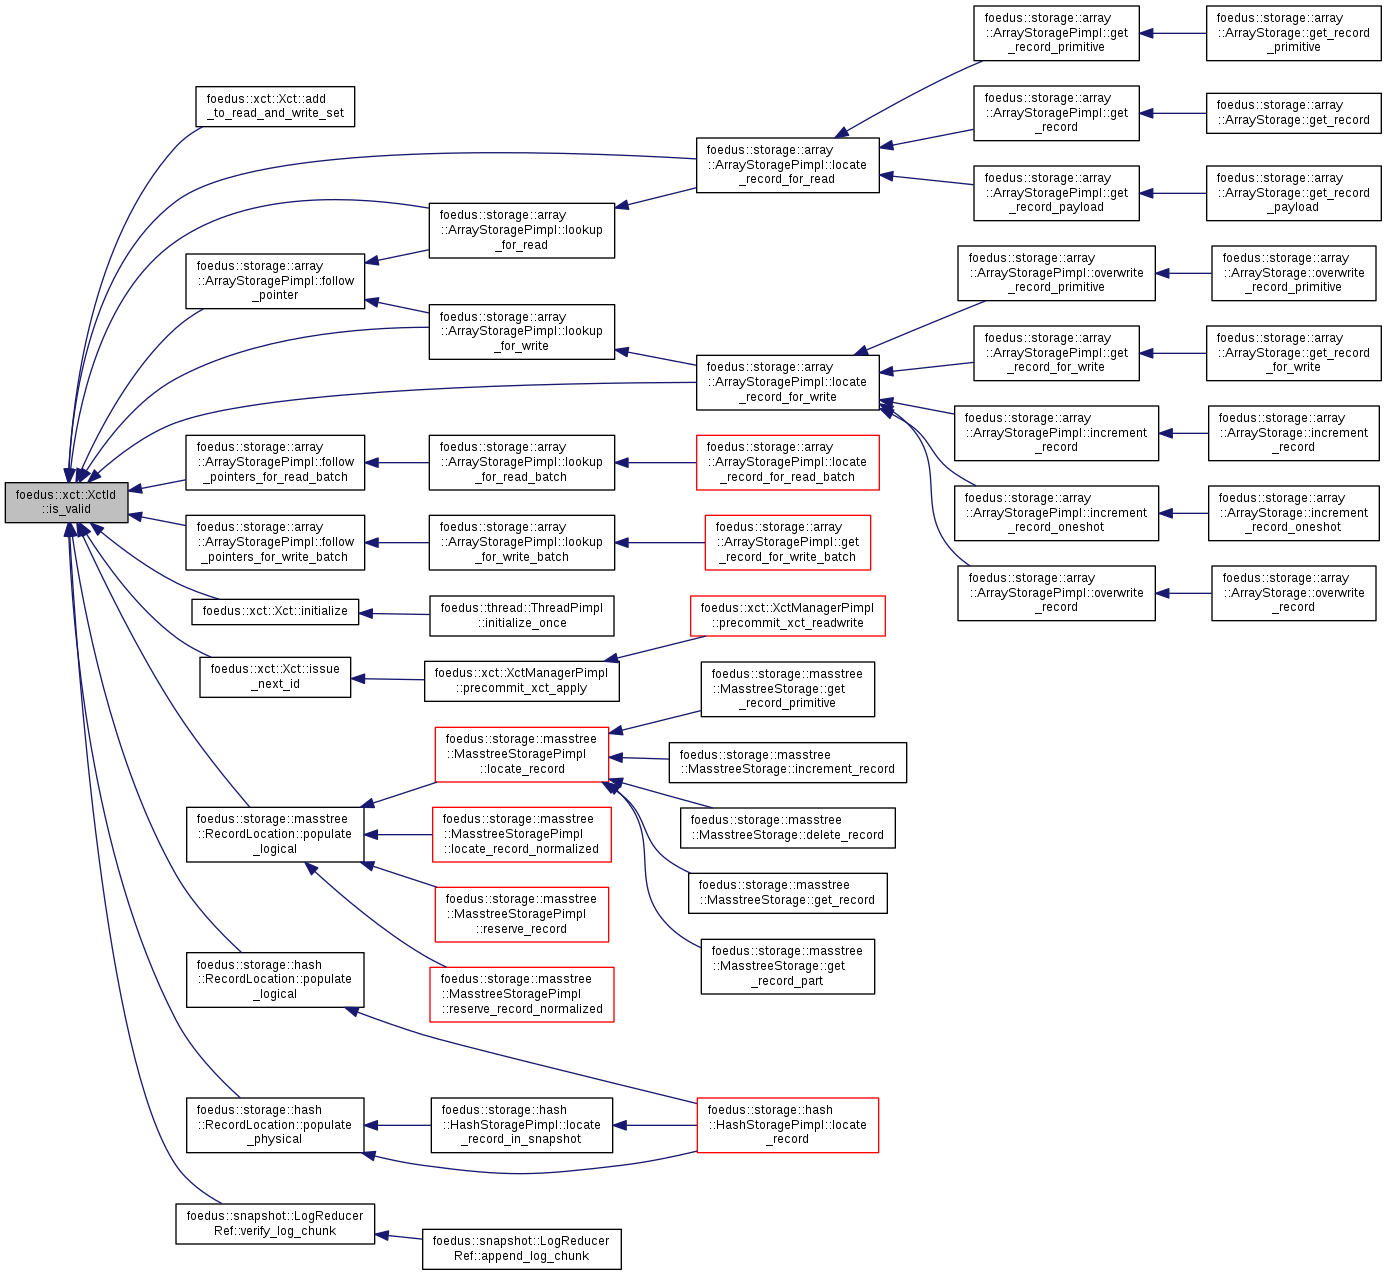 foedus::xct::XctId
::is_valid
foedus::xct::Xct::add
_to_read_and_write_set
foedus::storage::array
::ArrayStoragePimpl::follow
_pointer
foedus::storage::array
::ArrayStoragePimpl::follow
_pointers_for_read_batch
foedus::storage::array
::ArrayStoragePimpl::follow
_pointers_for_write_batch
foedus::xct::Xct::initialize
foedus::xct::Xct::issue
_next_id
foedus::storage::masstree
::RecordLocation::populate
_logical
foedus::storage::hash
::RecordLocation::populate
_logical
foedus::storage::hash
::RecordLocation::populate
_physical
foedus::snapshot::LogReducer
Ref::verify_log_chunk
foedus::storage::array
::ArrayStoragePimpl::lookup
_for_read
foedus::storage::array
::ArrayStoragePimpl::lookup
_for_write
foedus::storage::array
::ArrayStoragePimpl::lookup
_for_read_batch
foedus::storage::array
::ArrayStoragePimpl::lookup
_for_write_batch
foedus::thread::ThreadPimpl
::initialize_once
foedus::xct::XctManagerPimpl
::precommit_xct_apply
foedus::storage::masstree
::MasstreeStoragePimpl
::locate_record
foedus::storage::masstree
::MasstreeStoragePimpl
::locate_record_normalized
foedus::storage::masstree
::MasstreeStoragePimpl
::reserve_record
foedus::storage::masstree
::MasstreeStoragePimpl
::reserve_record_normalized
foedus::storage::hash
::HashStoragePimpl::locate
_record_in_snapshot
foedus::snapshot::LogReducer
Ref::append_log_chunk
foedus::storage::array
::ArrayStoragePimpl::locate
_record_for_read
foedus::storage::array
::ArrayStoragePimpl::locate
_record_for_write
foedus::storage::array
::ArrayStoragePimpl::locate
_record_for_read_batch
foedus::storage::array
::ArrayStoragePimpl::get
_record_for_write_batch
foedus::xct::XctManagerPimpl
::precommit_xct_readwrite
foedus::storage::masstree
::MasstreeStorage::get
_record_primitive
foedus::storage::masstree
::MasstreeStorage::increment_record
foedus::storage::masstree
::MasstreeStorage::delete_record
foedus::storage::masstree
::MasstreeStorage::get_record
foedus::storage::masstree
::MasstreeStorage::get
_record_part
foedus::storage::hash
::HashStoragePimpl::locate
_record
foedus::storage::array
::ArrayStoragePimpl::get
_record_primitive
foedus::storage::array
::ArrayStoragePimpl::get
_record
foedus::storage::array
::ArrayStoragePimpl::get
_record_payload
foedus::storage::array
::ArrayStoragePimpl::overwrite
_record_primitive
foedus::storage::array
::ArrayStoragePimpl::get
_record_for_write
foedus::storage::array
::ArrayStoragePimpl::increment
_record
foedus::storage::array
::ArrayStoragePimpl::increment
_record_oneshot
foedus::storage::array
::ArrayStoragePimpl::overwrite
_record
foedus::storage::array
::ArrayStorage::get_record
_primitive
foedus::storage::array
::ArrayStorage::get_record
foedus::storage::array
::ArrayStorage::get_record
_payload
foedus::storage::array
::ArrayStorage::overwrite
_record_primitive
foedus::storage::array
::ArrayStorage::get_record
_for_write
foedus::storage::array
::ArrayStorage::increment
_record
foedus::storage::array
::ArrayStorage::increment
_record_oneshot
foedus::storage::array
::ArrayStorage::overwrite
_record